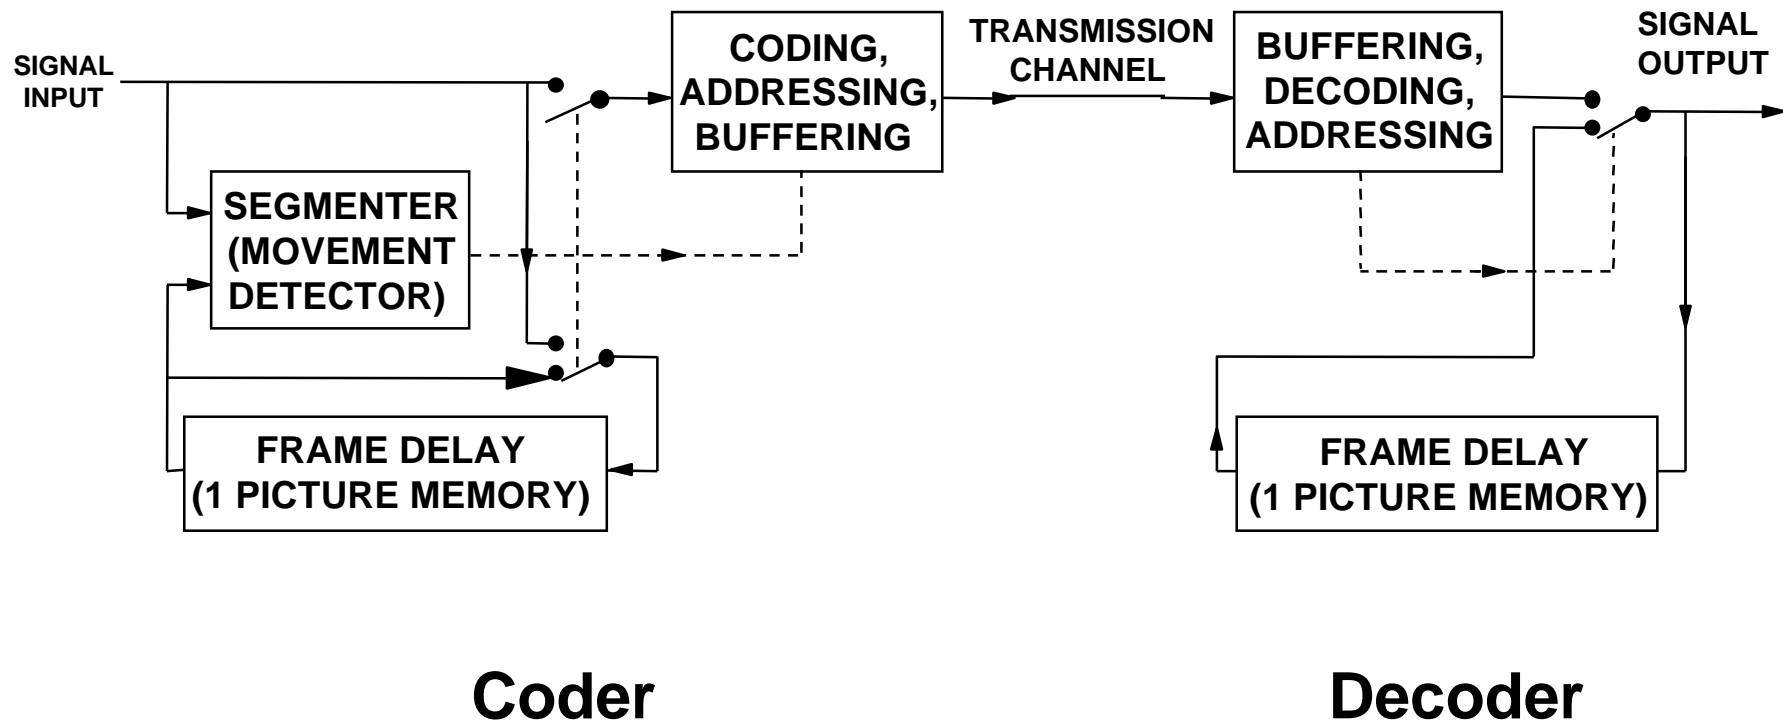 SIGNAL
INPUT
CODING,
ADDRESSING,
BUFFERING
TRANSMISSION
CHANNEL
BUFFERING,
DECODING,
ADDRESSING
SIGNAL
OUTPUT
SEGMENTER
(MOVEMENT
DETECTOR)
FRAME DELAY
(1 PICTURE MEMORY)
FRAME DELAY
(1 PICTURE MEMORY)
Coder
Decoder